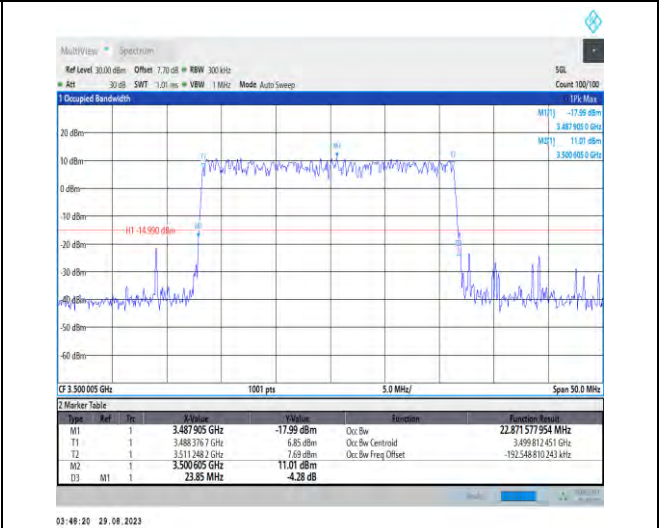 MultiView Spectrum
Ref Level 30.00 dBm Offset 7.70 dB RBW 300 kHz SGL
Att 30 dB SWT 1.01 ms VBW 1 MHz Mode Auto Sweep Count 100/100
1 Occupied Bandwidth 1Pk Max
M1[1] -17.99 dBm
3.487 905 0 GHz
M2[1] 11.01 dBm
3.500 605 0 GHz
20 dBm
10 dBm
0 dBm
-10 dBm
H1 -14.990 dBm
-20 dBm
-30 dBm
-40 dBm
-50 dBm
-60 dBm
CF 3.500 005 GHz 1001 pts 5.0 MHz/ Span 50.0 MHz
2 Marker Table
Type Ref Trc X-Value Y-Value Function Function Result
M1 1 3.487 905 GHz -17.99 dBm Occ Bw 22.871 577 954 MHz
T1 1 3.488 376 7 GHz 6.85 dBm Occ Bw Centroid 3.499 812 451 GHz
T2 1 3.511 248 2 GHz 7.69 dBm Occ Bw Freq Offset -192.548 810 243 kHz
M2 1 3.500 605 GHz 11.01 dBm
D3 M1 1 23.85 MHz -4.28 dB
03:48:20 29.08.2023